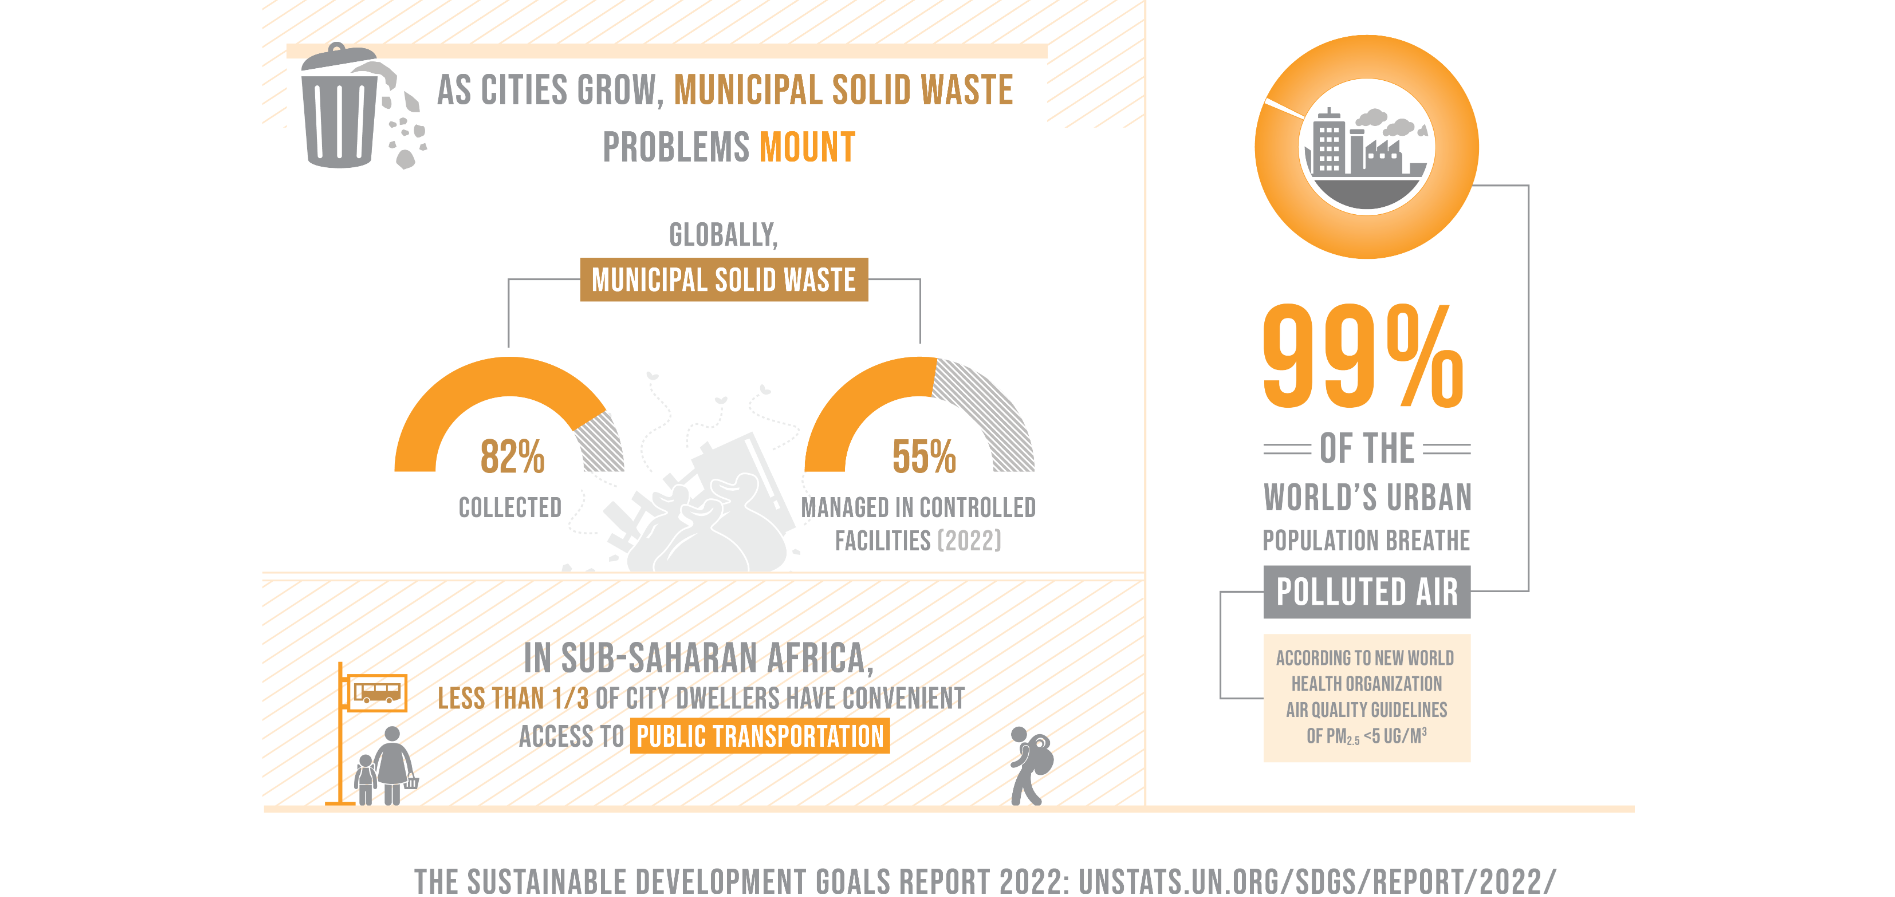 AS CITIES GROW, MUNICIPAL SOLID WASTE
PROBLEMS MOUNT
GLOBALLY,
MUNICIPAL SOLID WASTE
82%
COLLECTED
55%
MANAGED IN CONTROLLED
FACILITIES (2022)
IN SUB-SAHARAN AFRICA,
LESS THAN 1/3 OF CITY DWELLERS HAVE CONVENIENT
ACCESS TO PUBLIC TRANSPORTATION
99%
OF THE
WORLD'S URBAN
POPULATION BREATHE
POLLUTED AIR
ACCORDING TO NEW WORLD
HEALTH ORGANIZATION
AIR QUALITY GUIDELINES
OF PM2.5 <5 UG/M³
THE SUSTAINABLE DEVELOPMENT GOALS REPORT 2022: UNSTATS.UN.ORG/SDGS/REPORT/2022/